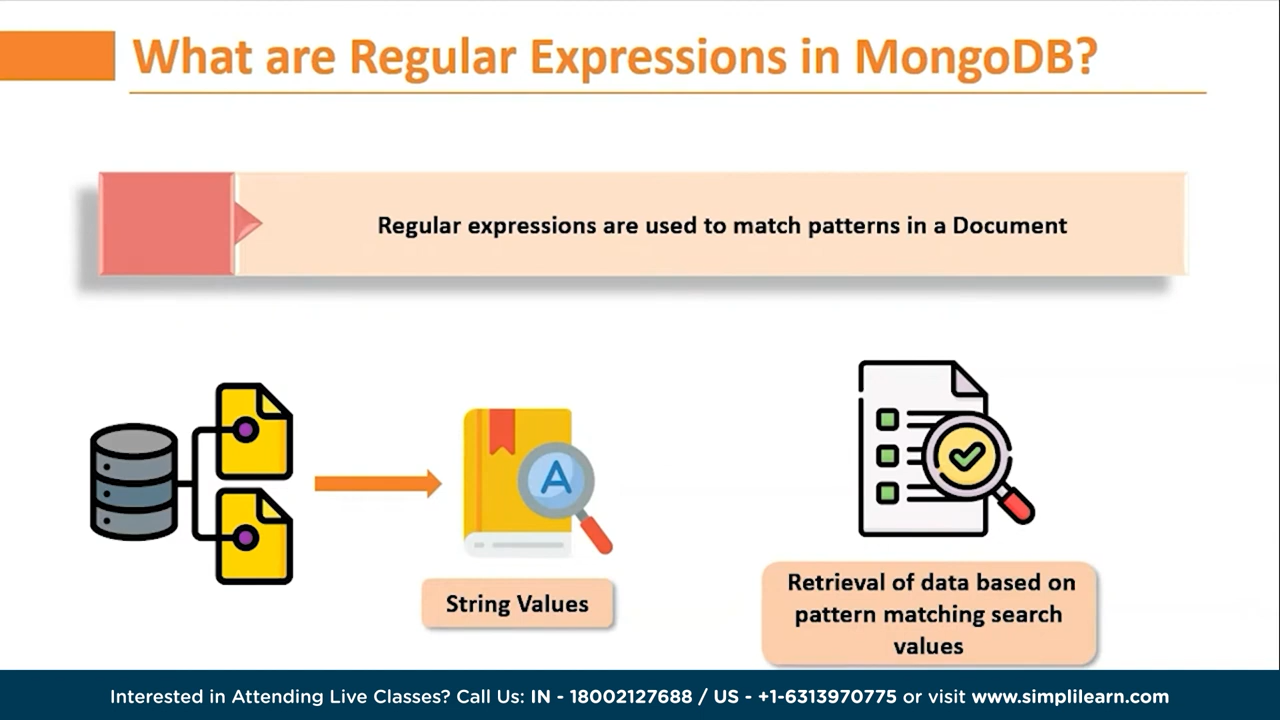 What are Regular Expressions in MongoDB?
Regular expressions are used to match patterns in a Document
A
String Values
Retrieval of data based on
pattern matching search
values
Interested in Attending Live Classes? Call Us: IN - 18002127688 / US - +1-6313970775 or visit www.simplilearn.com